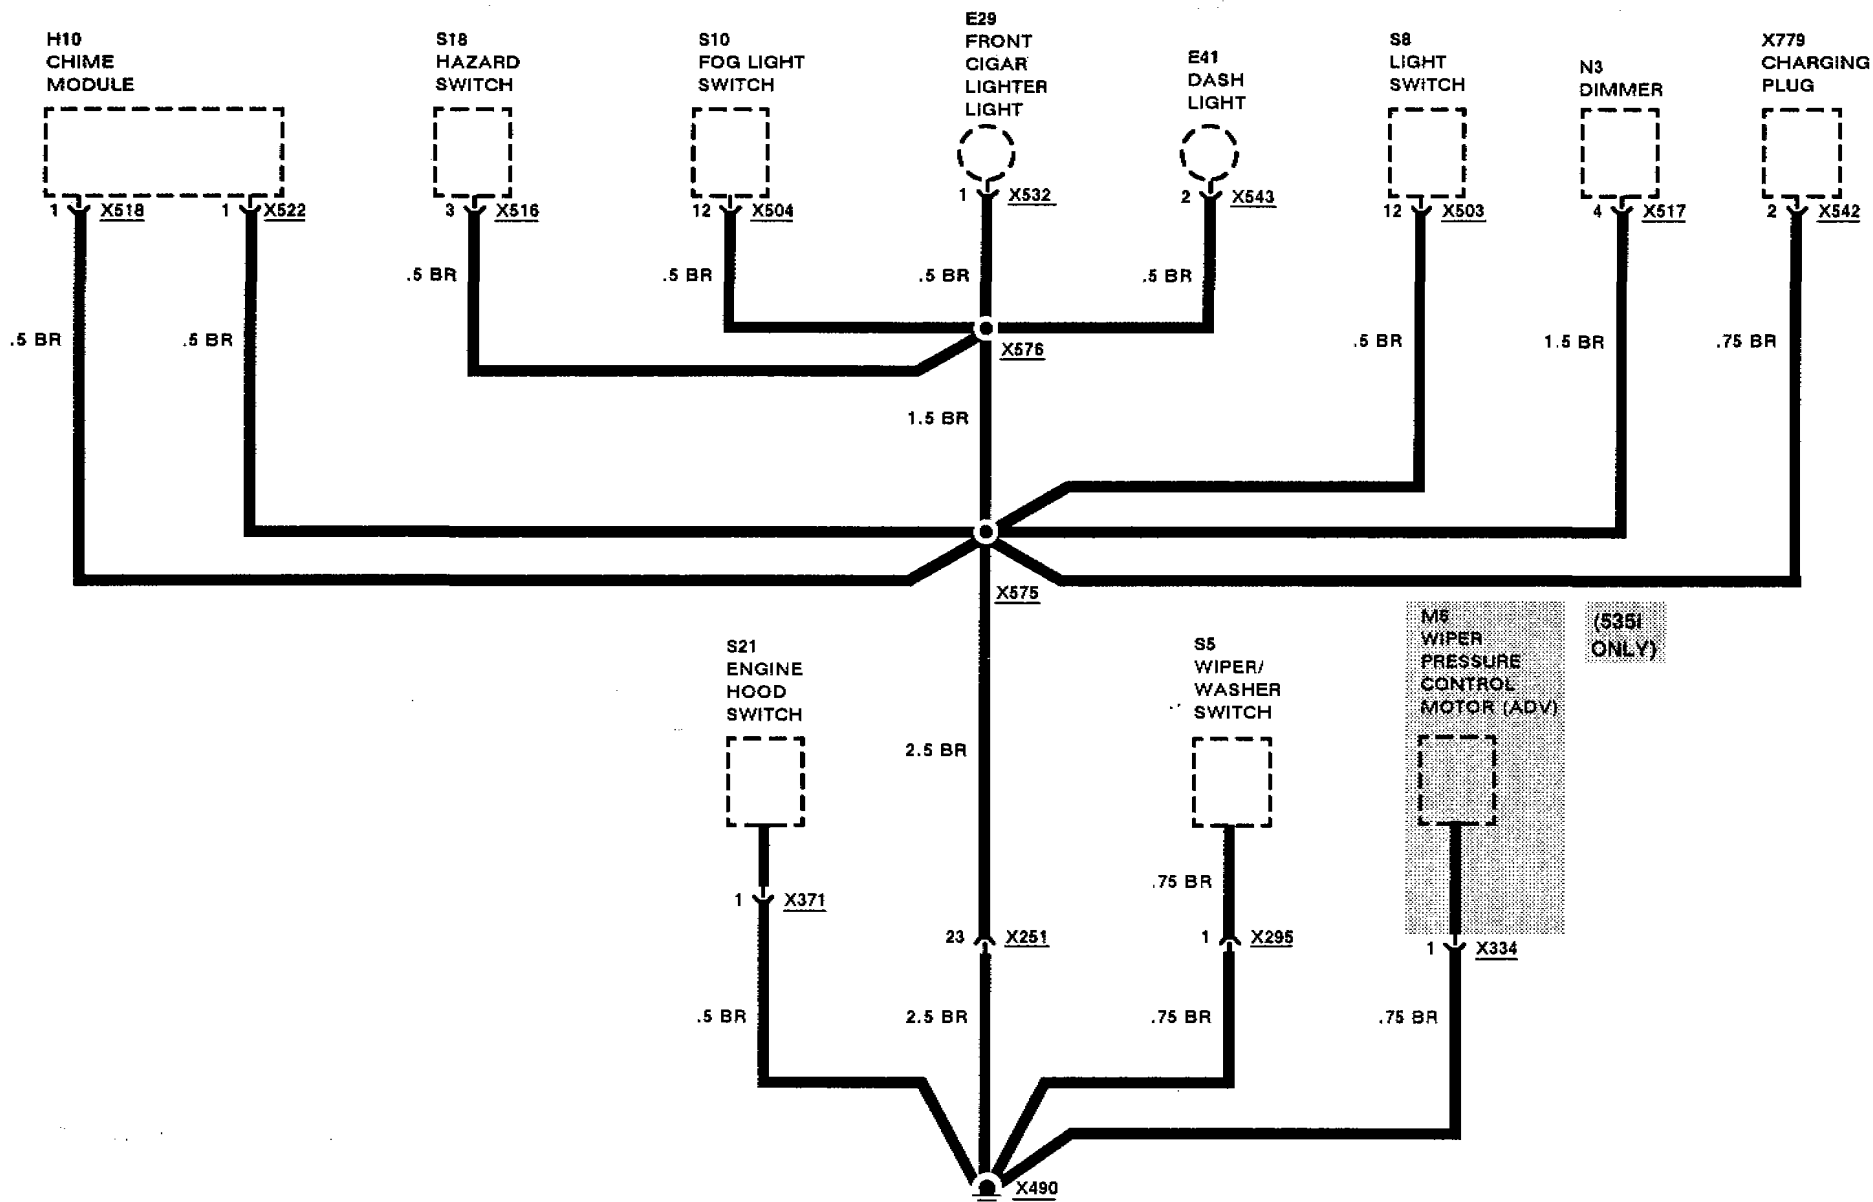 H10
CHIME
MODULE
S18
HAZARD
SWITCH
S10
FOG LIGHT
SWITCH
E29
FRONT
CIGAR
LIGHTER
LIGHT
E41
DASH
LIGHT
S8
LIGHT
SWITCH
N3
DIMMER
X779
CHARGING
PLUG
1 X518
1 X522
3 X516
12 X504
1 X532
2 X543
12 X503
4 X517
2 X542
.5 BR
.5 BR
.5 BR
.5 BR
.5 BR
.5 BR
.5 BR
1.5 BR
.75 BR
X576
1.5 BR
X575
S21
ENGINE
HOOD
SWITCH
S5
WIPER/
WASHER
SWITCH
M6
WIPER
PRESSURE
CONTROL
MOTOR (ADV)
(535i
ONLY)
2.5 BR
.75 BR
1 X371
23 X251
1 X295
1 X334
.5 BR
2.5 BR
.75 BR
.75 BR
X490